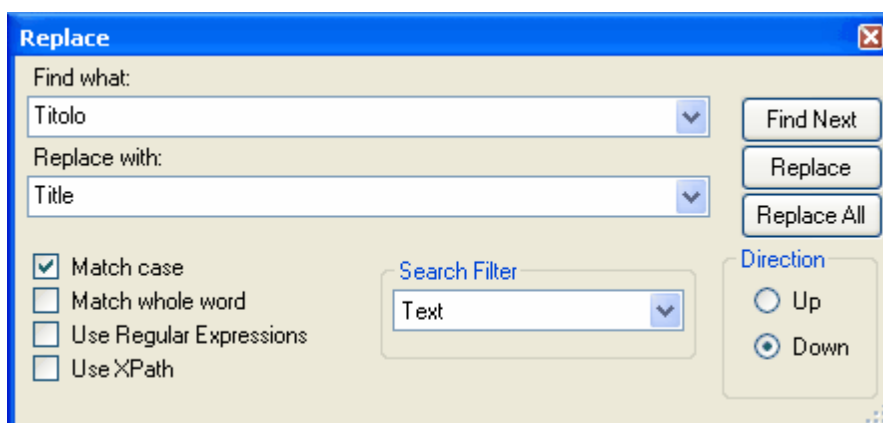 Replace
Find what:
Titolo
Find Next
Replace with:
Replace
Title
Replace All
Match case
Match whole word
Use Regular Expressions
Use XPath
Search Filter
Text
Direction
Up
Down